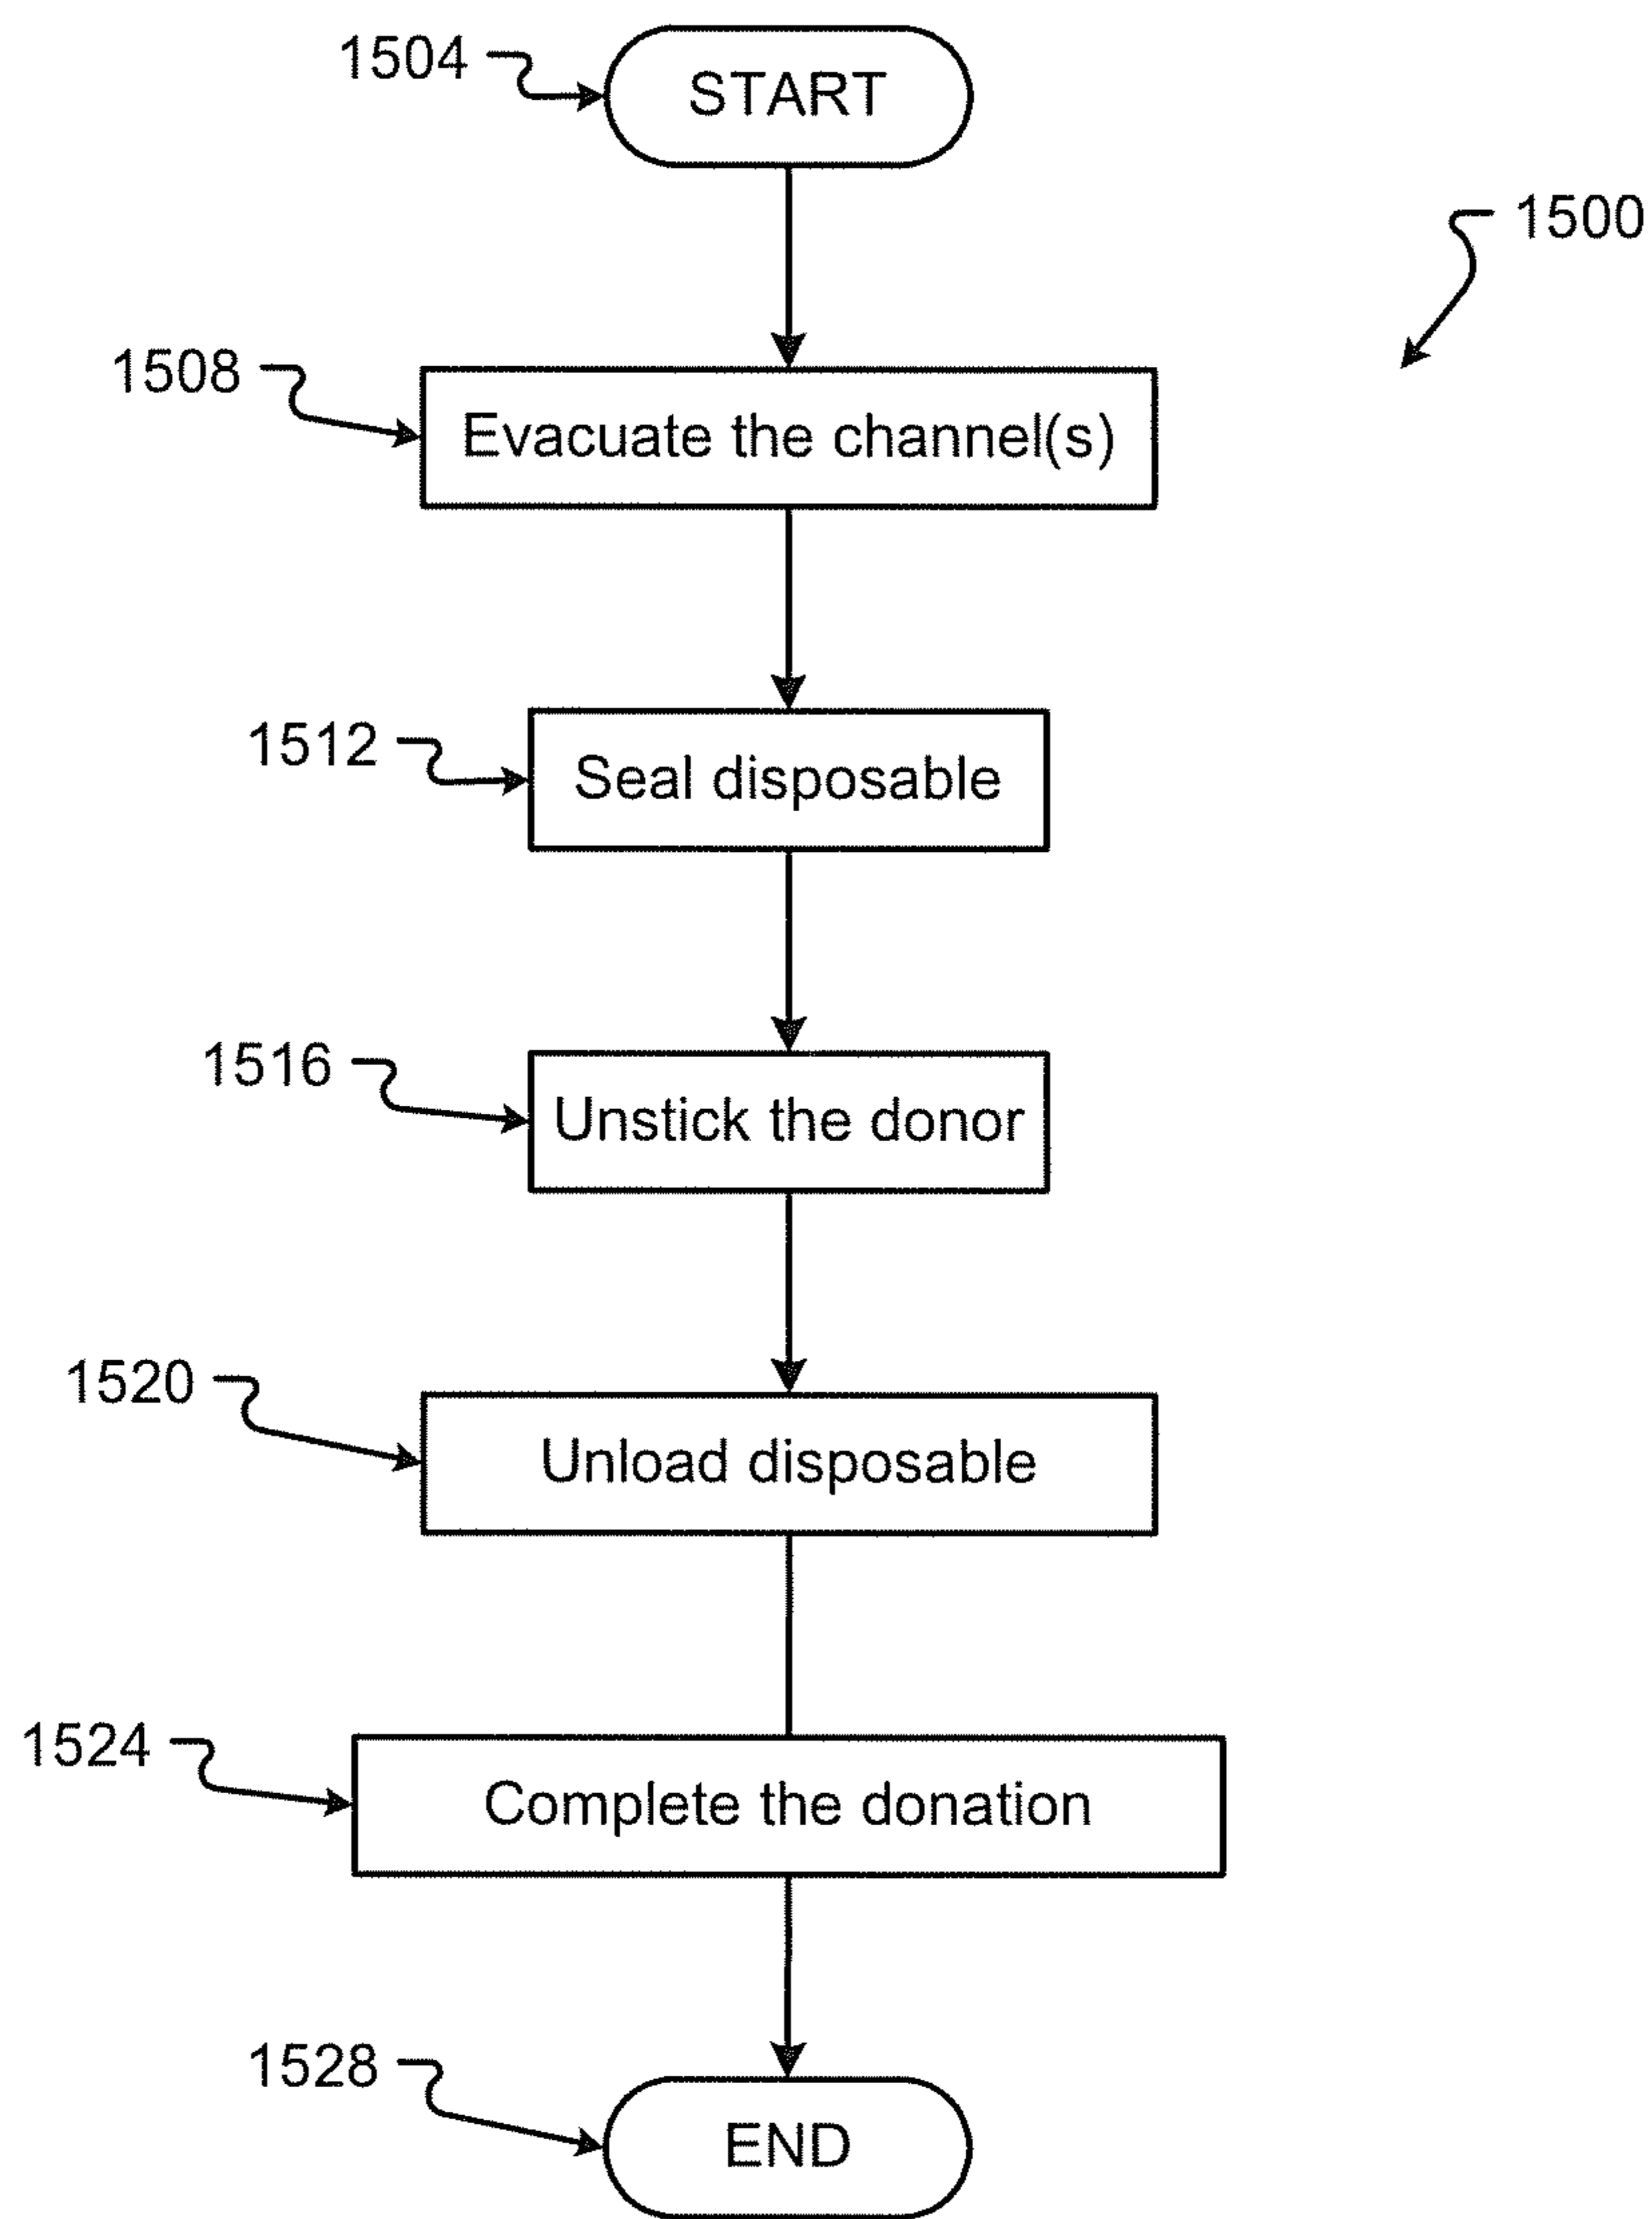 1504
START
1500
1508
Evacuate the channel(s)
1512
Seal disposable
1516
Unstick the donor
1520
Unload disposable
1524
Complete the donation
1528
END